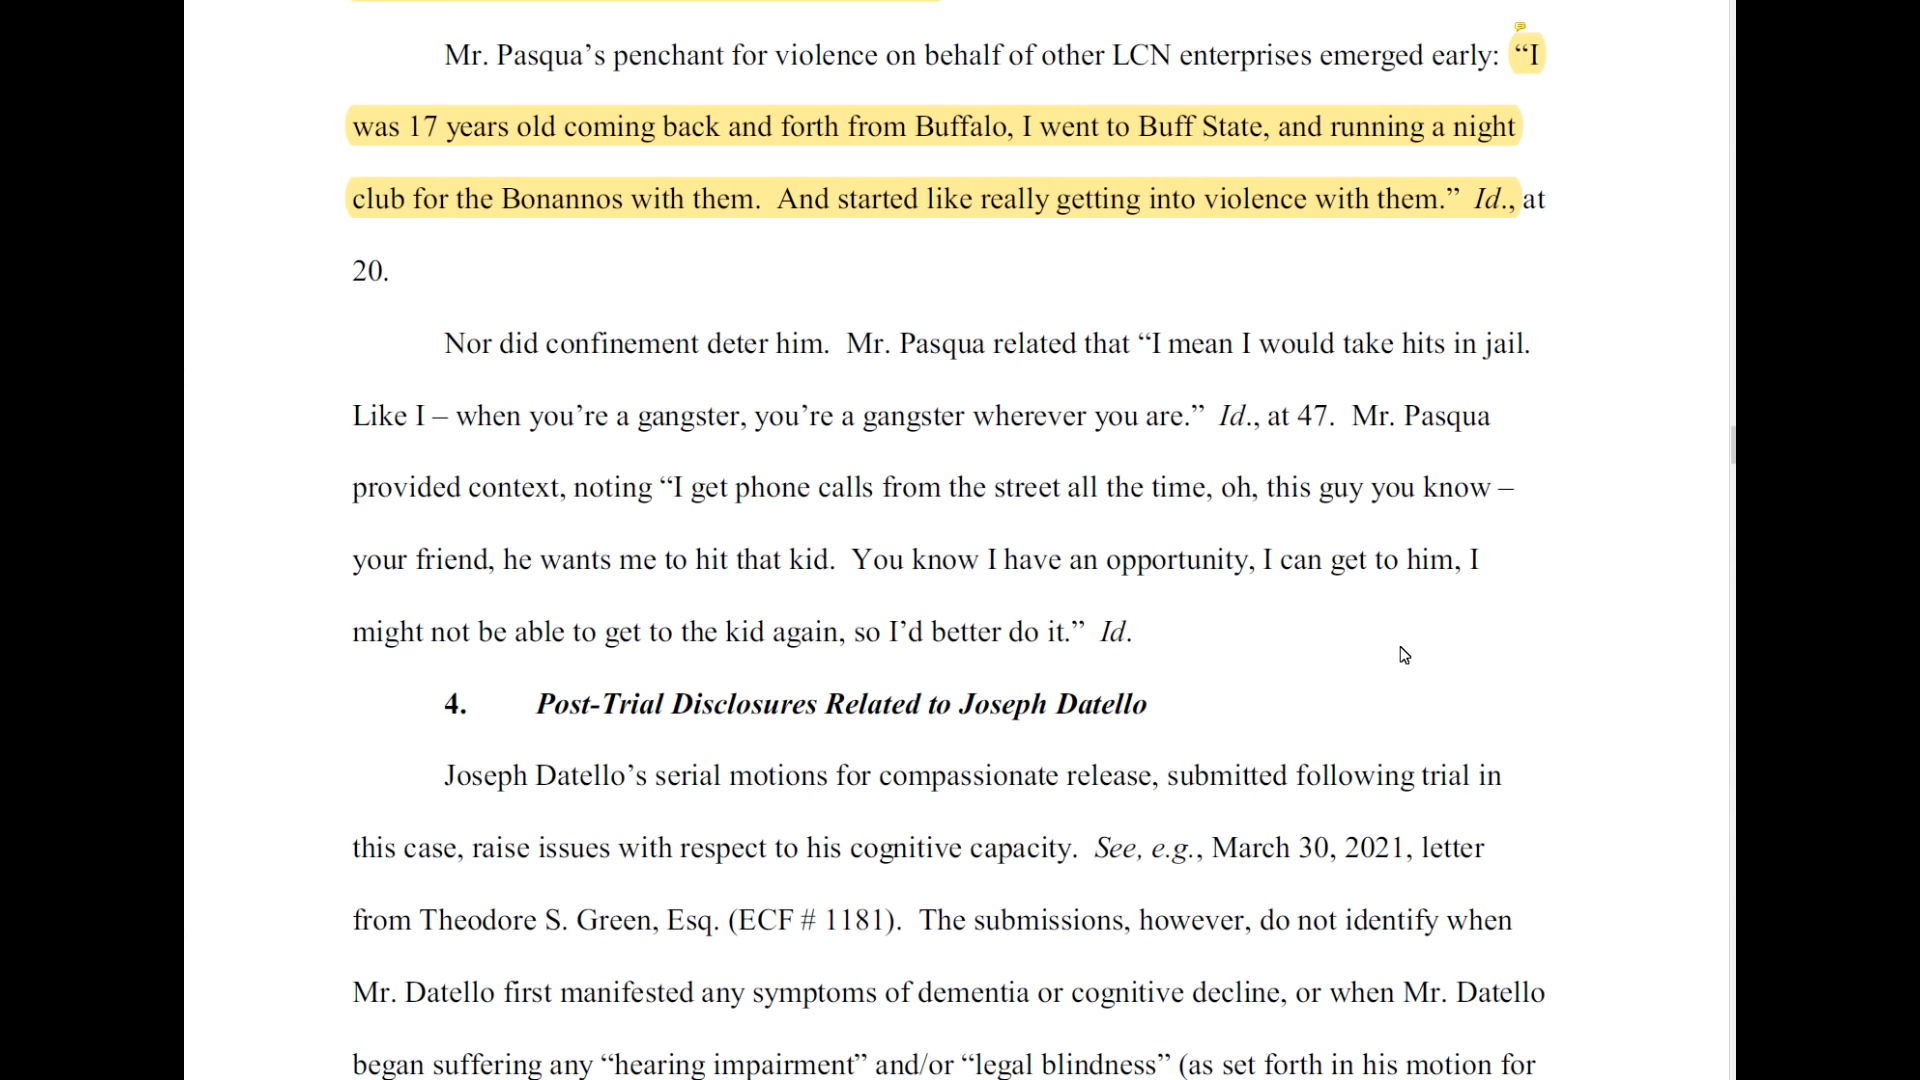 Mr. Pasqua’s penchant for violence on behalf of other LCN enterprises emerged early: “I
was 17 years old coming back and forth from Buffalo, I went to Buff State, and running a night
club for the Bonannos with them.  And started like really getting into violence with them.”  Id., at
20.
Nor did confinement deter him.  Mr. Pasqua related that “I mean I would take hits in jail.
Like I – when you’re a gangster, you’re a gangster wherever you are.”  Id., at 47.  Mr. Pasqua
provided context, noting “I get phone calls from the street all the time, oh, this guy you know –
your friend, he wants me to hit that kid.  You know I have an opportunity, I can get to him, I
might not be able to get to the kid again, so I’d better do it.”  Id.
4. Post-Trial Disclosures Related to Joseph Datello
Joseph Datello’s serial motions for compassionate release, submitted following trial in
this case, raise issues with respect to his cognitive capacity.  See, e.g., March 30, 2021, letter
from Theodore S. Green, Esq. (ECF # 1181).  The submissions, however, do not identify when
Mr. Datello first manifested any symptoms of dementia or cognitive decline, or when Mr. Datello
began suffering any “hearing impairment” and/or “legal blindness” (as set forth in his motion for